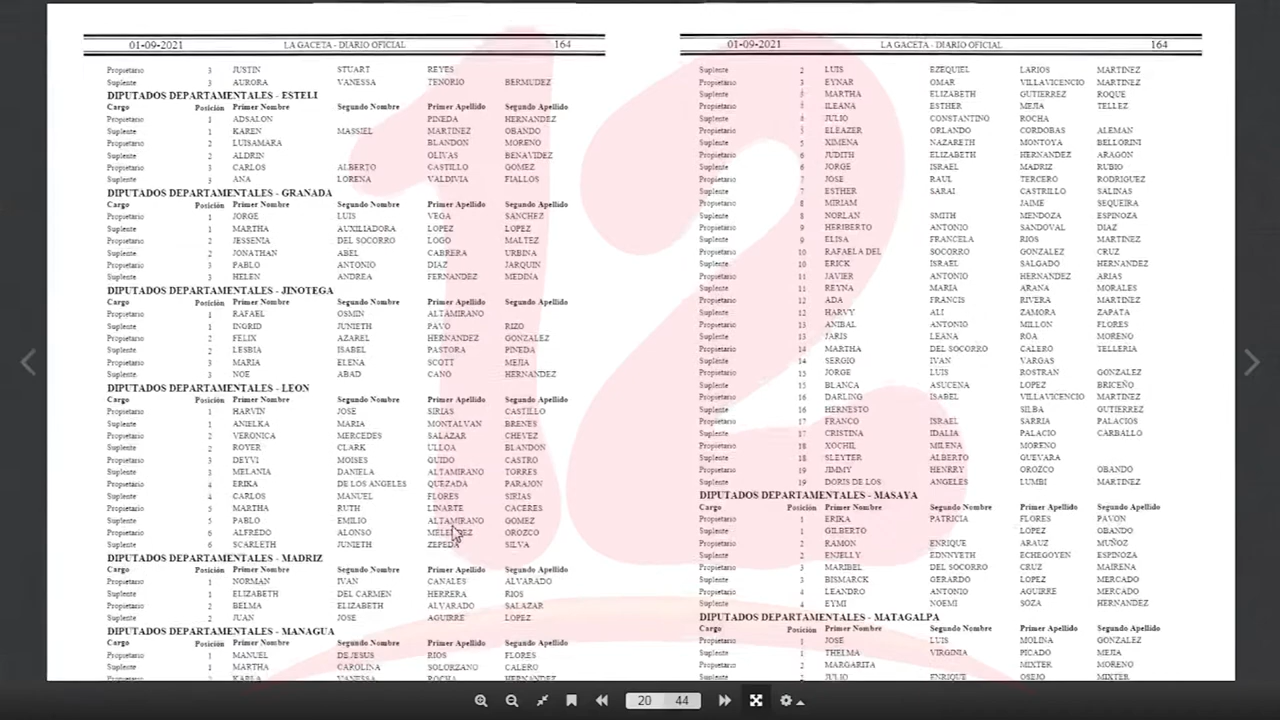 01-09-2021 LA GACETA - DIARIO OFICIAL 164
Propietario 3 JUSTIN STUART REYES
Suplente 3 AURORA VANESSA TENORIO BERMUDEZ
DIPUTADOS DEPARTAMENTALES - ESTELI
Cargo Posición Primer Nombre Segundo Nombre Primer Apellido Segundo Apellido
Propietario 1 ADSALON PINEDA HERNANDEZ
Suplente 1 KAREN MASSIEL MARTINEZ OBANDO
Propietario 2 LUISAMARA BLANDON MORENO
Suplente 2 ALDRIN OLIVAS BENAVIDEZ
Propietario 3 CARLOS ALBERTO CASTILLO GOMEZ
Suplente 3 ANA LORENA VALDIVIA FIALLOS
DIPUTADOS DEPARTAMENTALES - GRANADA
Cargo Posición Primer Nombre Segundo Nombre Primer Apellido Segundo Apellido
Propietario 1 JORGE LUIS VEGA SANCHEZ
Suplente 1 MARTHA AUXILIADORA LOPEZ LOPEZ
Propietario 2 JESSENIA DEL SOCORRO LOGO MALTEZ
Suplente 2 JONATHAN ABEL CABRERA URBINA
Propietario 3 PABLO ANTONIO DIAZ JARQUIN
Suplente 3 HELEN ANDREA FERNANDEZ MEDINA
DIPUTADOS DEPARTAMENTALES - JINOTEGA
Cargo Posición Primer Nombre Segundo Nombre Primer Apellido Segundo Apellido
Propietario 1 RAFAEL OSMIN ALTAMIRANO
Suplente 1 INGRID JUNIETH PAVO RIZO
Propietario 2 FELIX AZAREL HERNANDEZ GONZALEZ
Suplente 2 LESBIA ISABEL PASTORA PINEDA
Propietario 3 MARIA ELENA SCOTT MEJIA
Suplente 3 NOE ABAD CANO HERNANDEZ
DIPUTADOS DEPARTAMENTALES - LEON
Cargo Posición Primer Nombre Segundo Nombre Primer Apellido Segundo Apellido
Propietario 1 HARVIN JOSE SIRIAS CASTILLO
Suplente 1 ANIELKA MARIA MONTALVAN BRENES
Propietario 2 VERONICA MERCEDES SALAZAR CHEVEZ
Suplente 2 ROYER CLARK ULLOA BLANDON
Propietario 3 DEYVI MOISES GUIDO CASTRO
Suplente 3 MELANIA DANIELA ALTAMIRANO TORRES
Propietario 4 ERIKA DE LOS ANGELES QUEZADA PARAJON
Suplente 4 CARLOS MANUEL FLORES SIRIAS
Propietario 5 MARTHA RUTH LINARTE CACERES
Suplente 5 PABLO EMILIO ALTAMIRANO GOMEZ
Propietario 6 ALFREDO ALONSO OROZCO
Suplente 6 SCARLETH JUNIETH ZEPEDA SILVA
DIPUTADOS DEPARTAMENTALES - MADRIZ
Cargo Posición Primer Nombre Segundo Nombre Primer Apellido Segundo Apellido
Propietario 1 NORMAN IVAN CANALES ALVARADO
Suplente 1 ELIZABETH DEL CARMEN HERRERA RIOS
Propietario 2 BELMA ELIZABETH ALVARADO SALAZAR
Suplente 2 JUAN JOSE AGUIRRE LOPEZ
DIPUTADOS DEPARTAMENTALES - MANAGUA
Cargo Posición Primer Nombre Segundo Nombre Primer Apellido Segundo Apellido
Propietario 1 MANUEL DE JESUS RIOS FLORES
Suplente 1 MARTHA CAROLINA SOLORZANO CALERO
Propietario 2 KARLA VANESSA ROCHA HERNANDEZ
01-09-2021 LA GACETA - DIARIO OFICIAL 164
Suplente 2 LUIS EZEQUIEL LARIOS MARTINEZ
Propietario 3 EYNAR OMAR VILLAVICENCIO MARTINEZ
Suplente MARTHA ELIZABETH GUTIERREZ ROQUE
Propietario ILEANA ESTHER MEJIA TELLEZ
Suplente JULIO CONSTANTINO ROCHA
Propietario ELEAZER ORLANDO CORDOBAS ALEMAN
Suplente 5 XIMENA NAZARETH MONTOYA BELLORINI
Propietario 6 JUDITH ELIZABETH HERNANDEZ ARAGON
Suplente 6 JORGE ISRAEL MADRIZ RUBIO
Propietario 7 JOSE RAUL TERCERO RODRIGUEZ
Suplente 7 ESTHER SARAI CASTRILLO SALINAS
Propietario 8 MIRIAM JAIME SEQUEIRA
Suplente 8 NORLAN SMITH MENDOZA ESPINOZA
Propietario 9 HERIBERTO ANTONIO SANDOVAL DIAZ
Suplente 9 ELISA FRANCELA RIOS MARTINEZ
Propietario 10 RAFAELA DEL SOCORRO GONZALEZ CRUZ
Suplente 10 ERICK ISRAEL SALGADO HERNANDEZ
Propietario 11 JAVIER ANTONIO HERNANDEZ ARIAS
Suplente 11 REYNA MARIA ARANA MORALES
Propietario 12 ADA FRANCIS RIVERA MARTINEZ
Suplente 12 HARVY ALI ZAMORA ZAPATA
Propietario 13 ANIBAL ANTONIO MILLON FLORES
Suplente 13 JARIS LEANA ROA MORENO
Propietario 14 MARTHA DEL SOCORRO CALERO TELLERIA
Suplente 14 SERGIO IVAN VARGAS
Propietario 15 JORGE LUIS ROSTRAN GONZALEZ
Suplente 15 BLANCA ASUCENA LOPEZ BRICEÑO
Propietario 16 DARLING ISABEL VILLAVICENCIO MARTINEZ
Suplente 16 HERNESTO SILBA GUTIERREZ
Propietario 17 FRANCO ISRAEL SARRIA PALACIOS
Suplente 17 CRISTINA IDALIA PALACIO CARBALLO
Propietario 18 XOCHIL MILENA MORENO
Suplente 18 SLEYTER ALBERTO GUEVARA
Propietario 19 JIMMY HENRRY OROZCO OBANDO
Suplente 19 DORIS DE LOS ANGELES LUMBI MARTINEZ
DIPUTADOS DEPARTAMENTALES - MASAYA
Cargo Posición Primer Nombre Segundo Nombre Primer Apellido Segundo Apellido
Propietario 1 ERIKA PATRICIA FLORES PAVON
Suplente 1 GILBERTO LOPEZ OBANDO
Propietario 2 RAMON ENRIQUE ARAUZ MUÑOZ
Suplente 2 ENJELLY EDNNYETH ECHEGOYEN ESPINOZA
Propietario 3 MARIBEL DEL SOCORRO CRUZ MAIRENA
Suplente 3 BISMARCK GERARDO LOPEZ MERCADO
Propietario 4 LEANDRO ANTONIO AGUIRRE MERCADO
Suplente 4 EYMI NOEMI SOZA HERNANDEZ
DIPUTADOS DEPARTAMENTALES - MATAGALPA
Cargo Posición Primer Nombre Segundo Nombre Primer Apellido Segundo Apellido
Propietario 1 JOSE LUIS MOLINA GONZALEZ
Suplente 1 THELMA VIRGINIA PICADO MEJIA
Propietario 2 MARGARITA MIXTER MORENO
Suplente 2 JULIO ENRIQUE OSEJO MIXTER
12
20 44